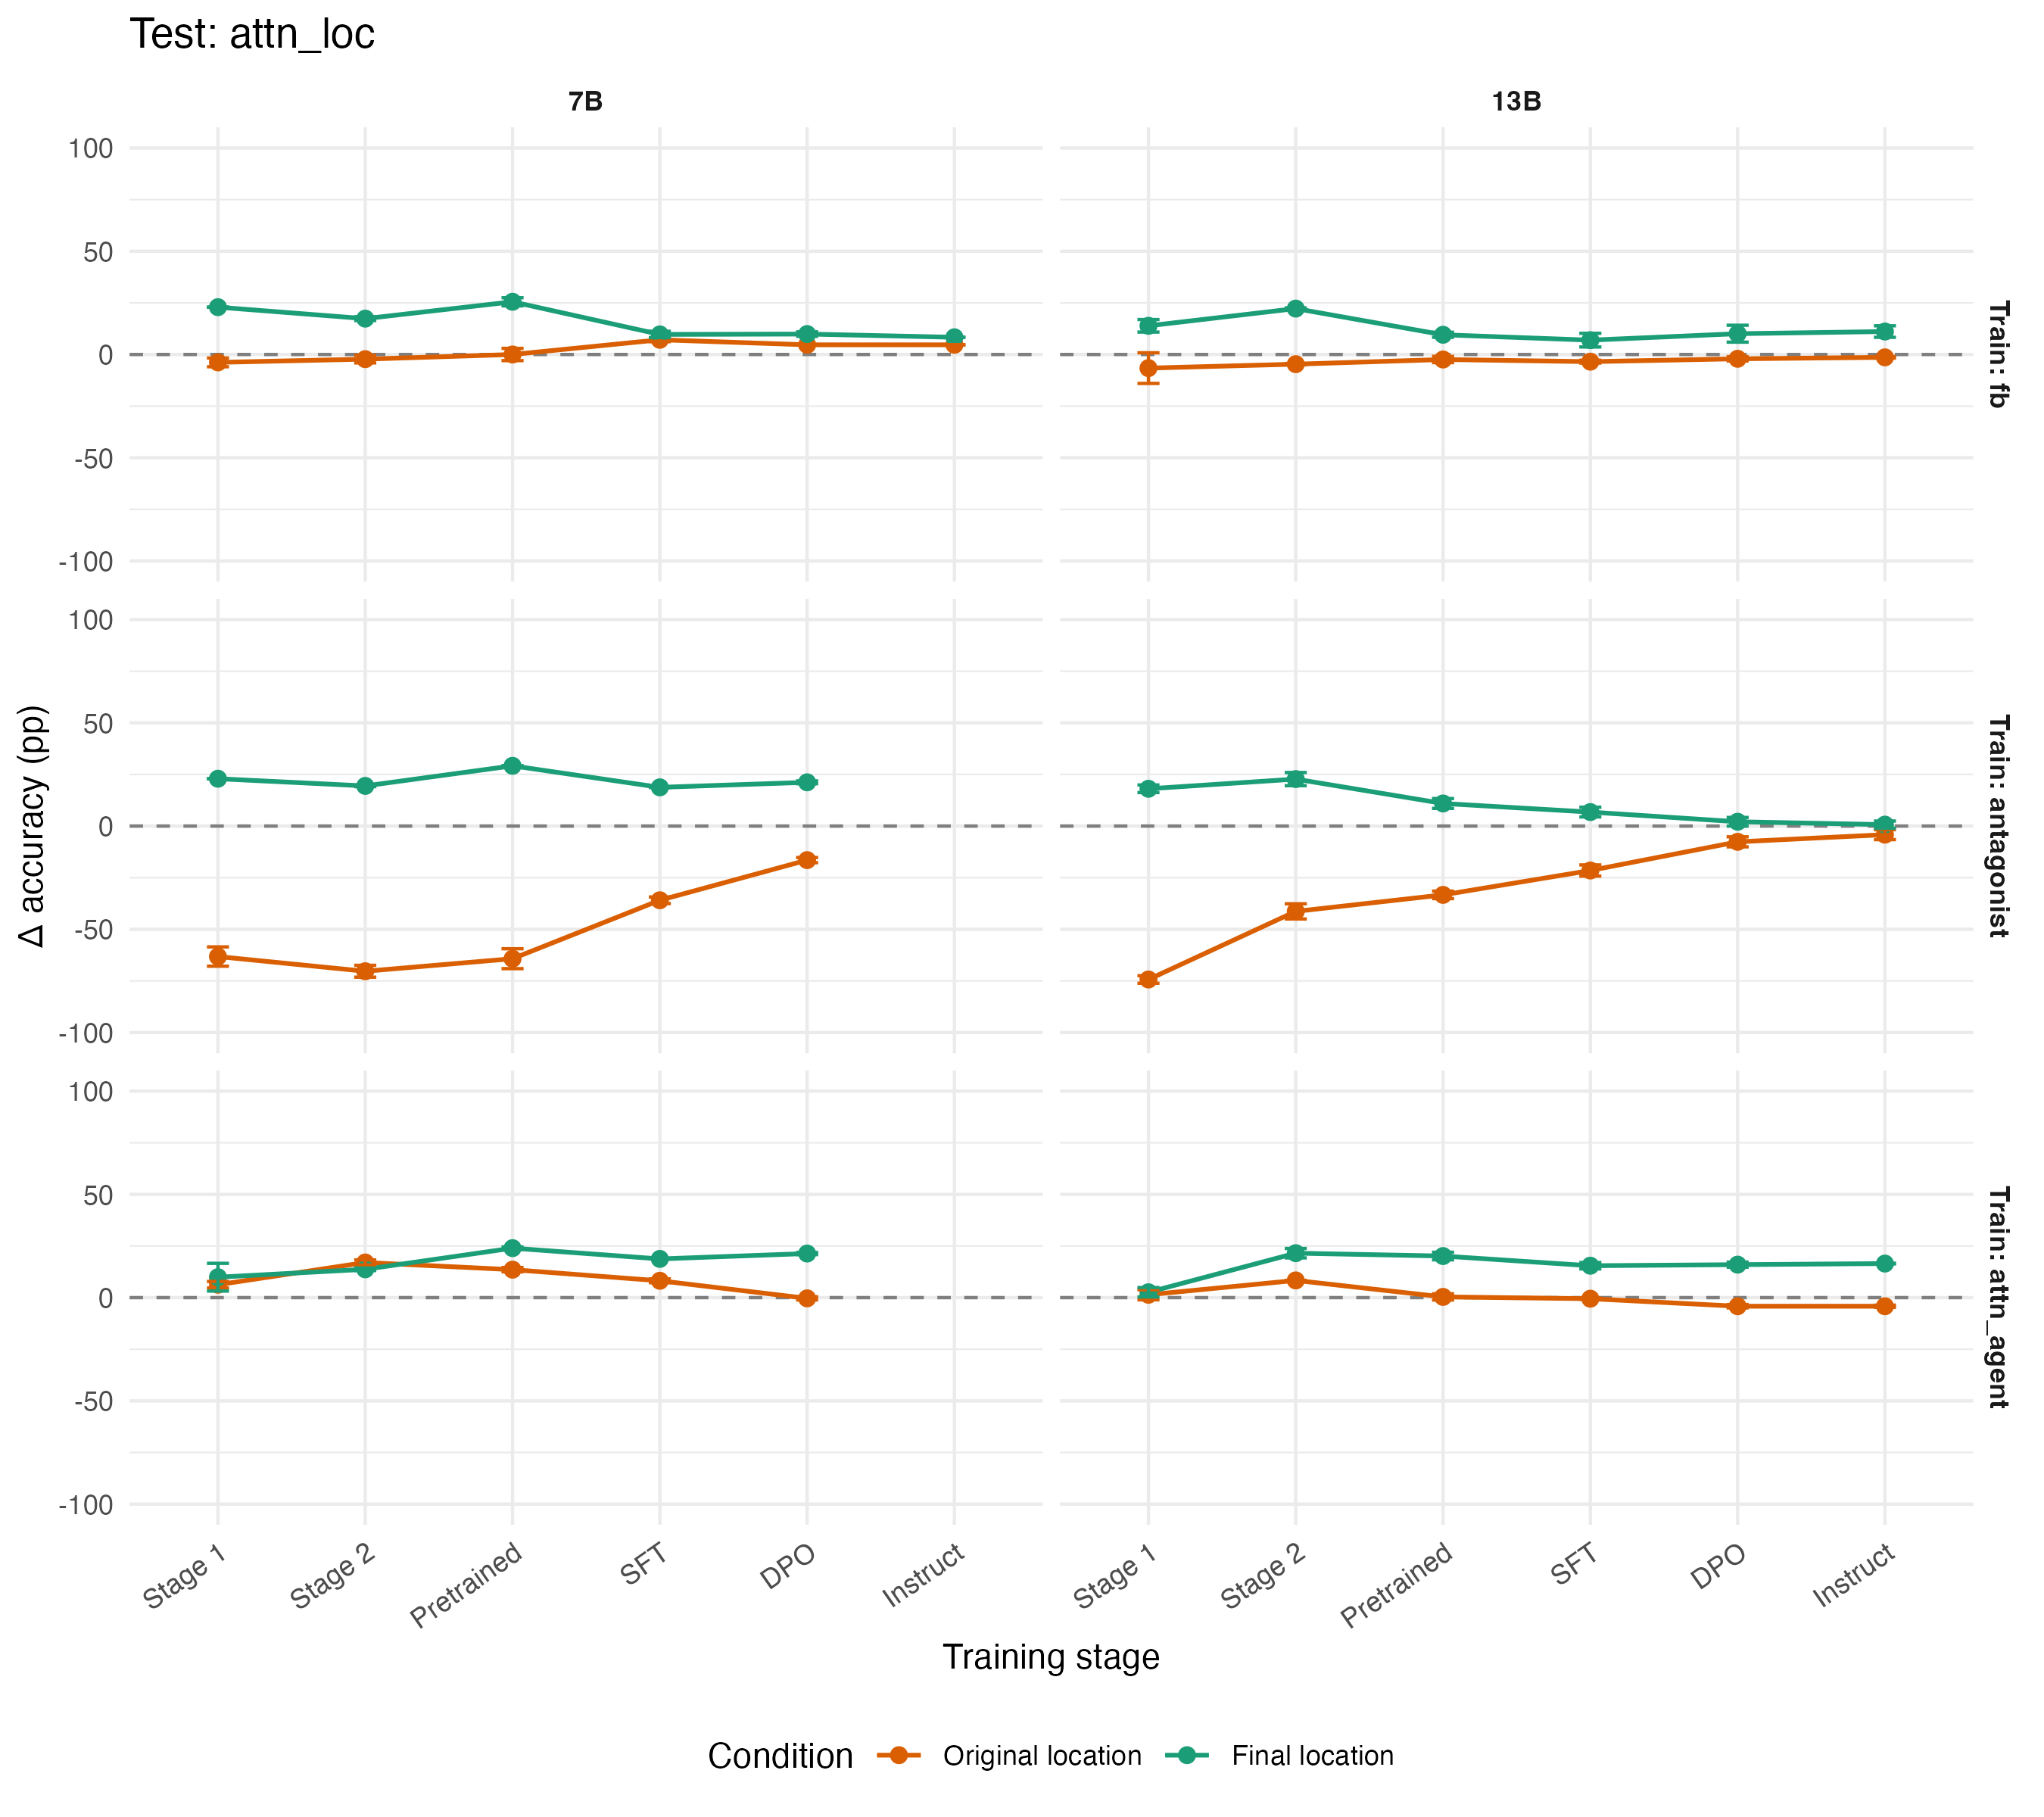 Test: attn_loc
7B
13B
100
50
0
-50
-100
Train: fb
100
50
0
-50
-100
Train: antagonist
100
50
0
-50
-100
Train: attn_agent
Δ accuracy (pp)
Stage 1
Stage 2
Pretrained
SFT
DPO
Instruct
Stage 1
Stage 2
Pretrained
SFT
DPO
Instruct
Training stage
Condition Original location Final location